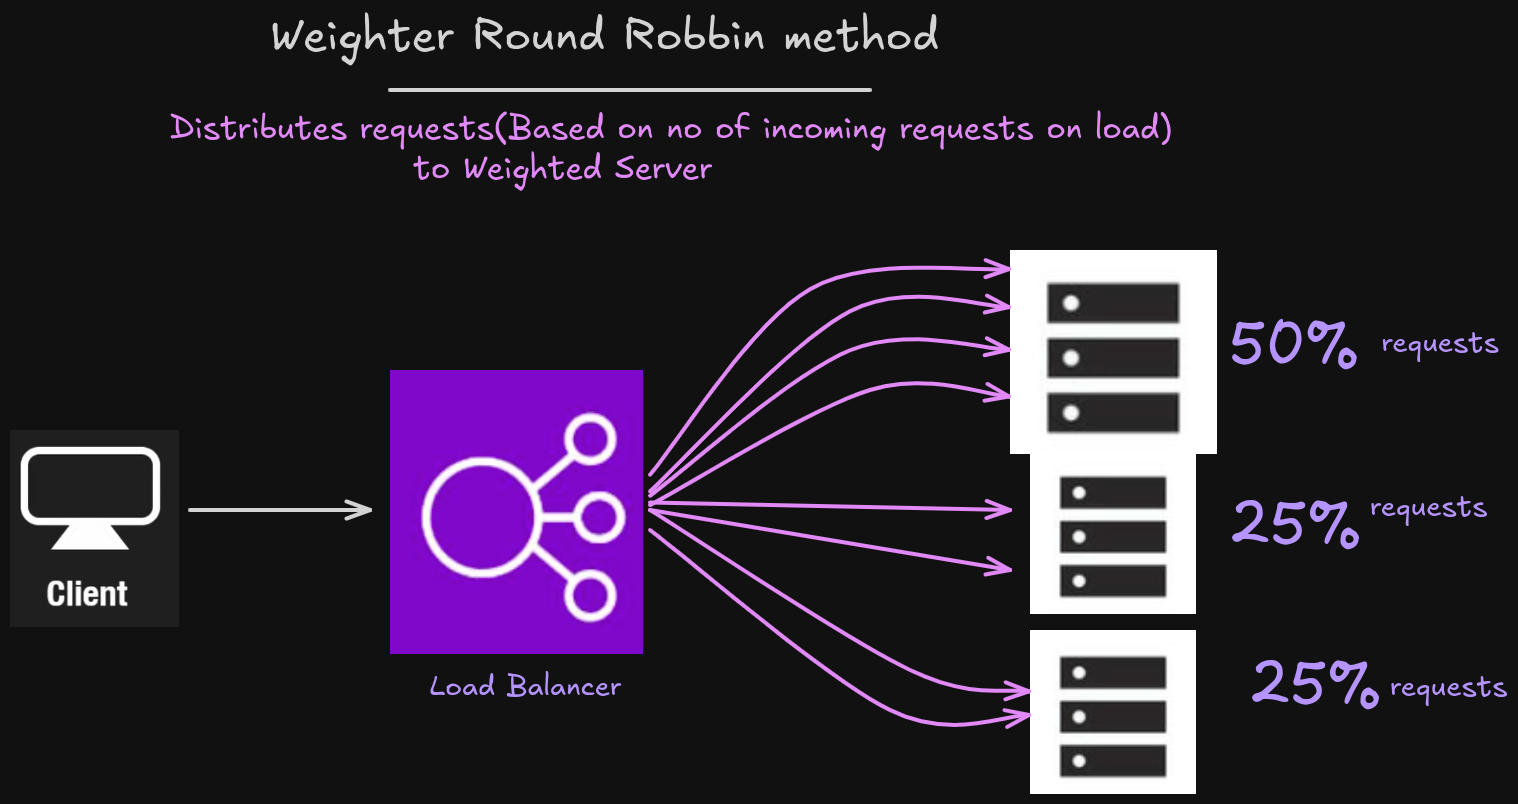 Weighter Round Robbin method
Distributes requests(Based on no of incoming requests on load)
to Weighted Server
50% requests
25% requests
Client
25% requests
Load Balancer